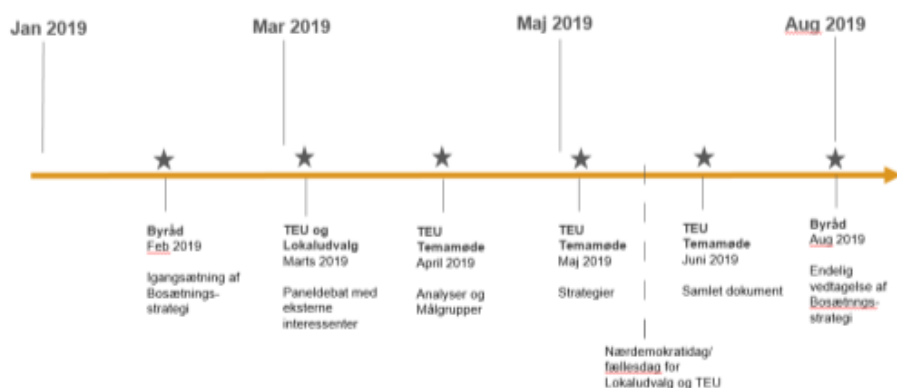 Jan 2019
Mar 2019
Maj 2019
Aug 2019
Byråd
Feb 2019
Igangsætning af
Bosætnings-
strategi
TEU og
Lokaludvalg
Marts 2019
Paneldebat med
eksterne
interessenter
TEU
Temamøde
April 2019
Analyser og
Målgrupper
TEU
Temamøde
Maj 2019
Strategier
Nærdemokratidag/
fællesdag for
Lokaludvalg og TEU
TEU
Temamøde
Juni 2019
Samlet dokument
Byråd
Aug 2019
Endelig
vedtagelse af
Bosætnngs-
strategi